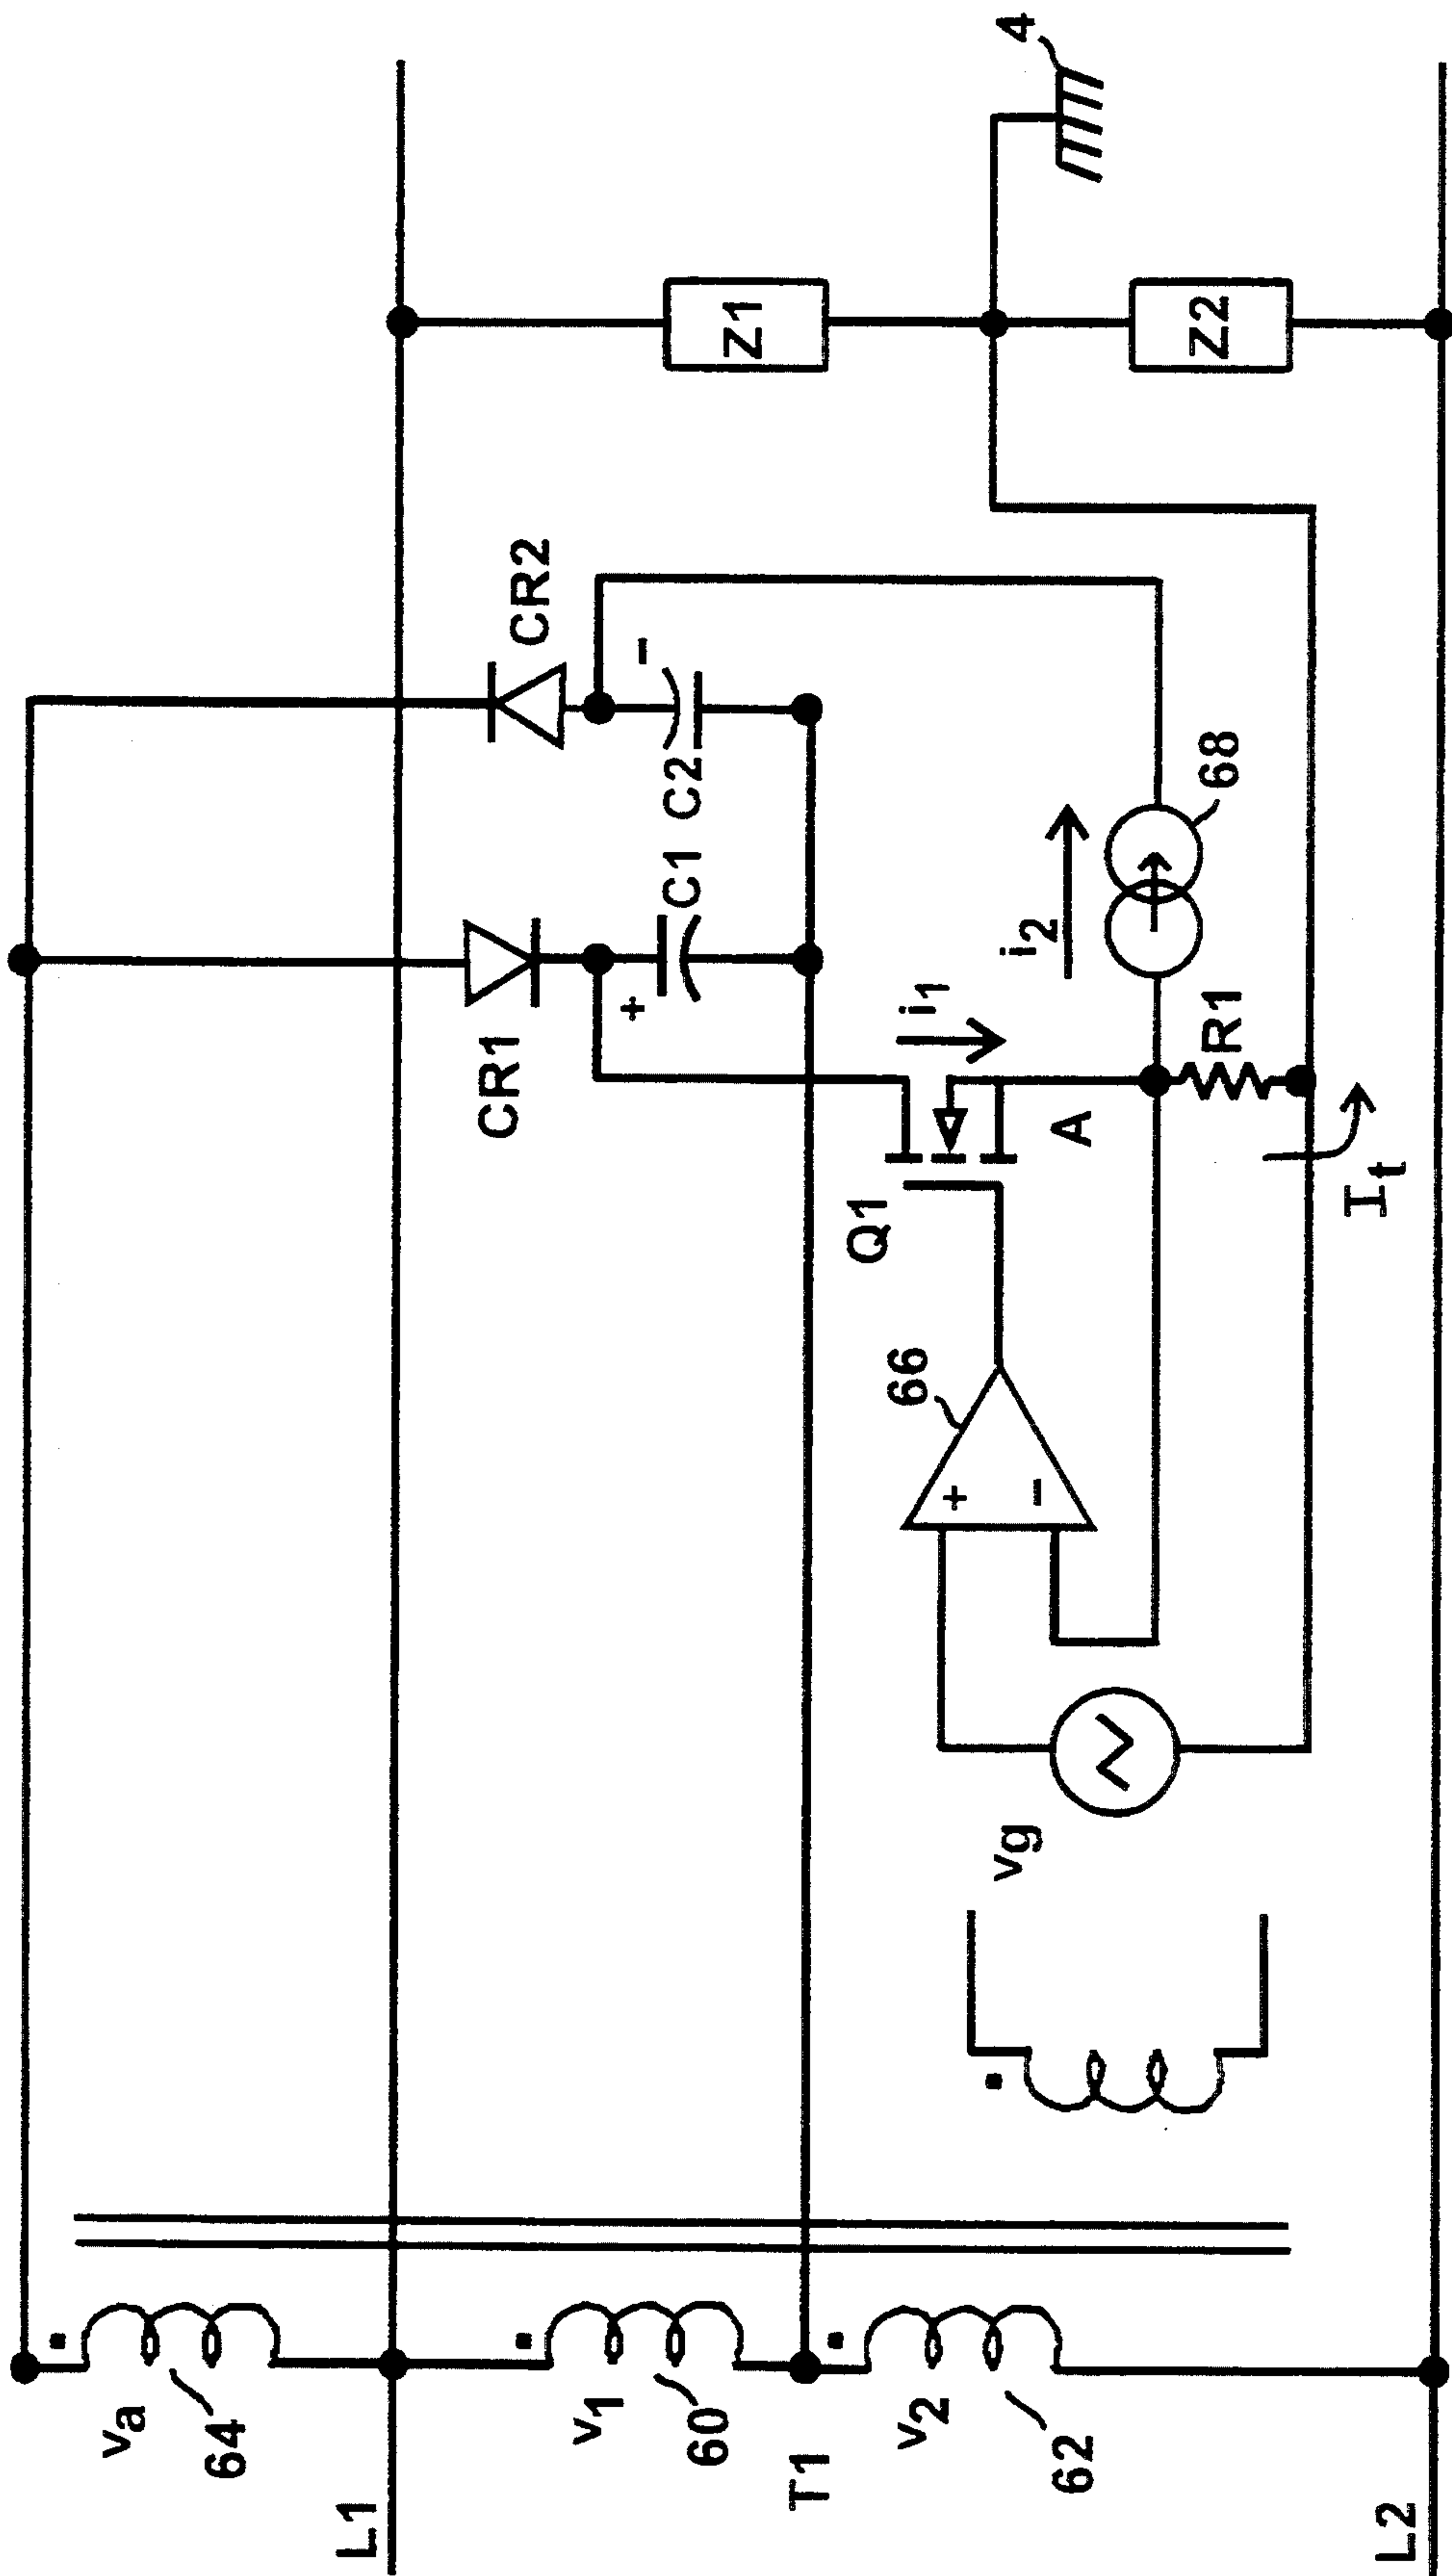 va
64
L1
v1
60
T1
v2
62
L2
vg
66
+
-
Q1
i1
A
It
R1
i2
68
CR1
+
C1
C2
-
CR2
Z1
Z2
4